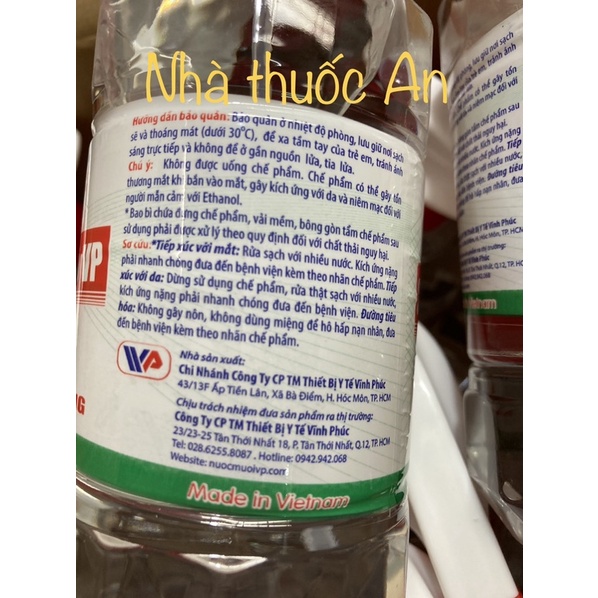 Nhà thuốc An
Hướng dẫn bảo quản: Bảo quản ở nhiệt độ phòng, lưu giữ nơi sạch
sẽ và thoáng mát (dưới 30°C), để xa tầm tay của trẻ em, tránh ánh
sáng trực tiếp và không để ở gần nguồn lửa, tia lửa.
Chú ý: Không được uống chế phẩm. Chế phẩm có thể gây tổn
thương mắt khi bắn vào mắt, gây kích ứng với da và niêm mạc đối với
người mẫn cảm với Ethanol.
*Bao bì chứa đựng chế phẩm, vải mềm, bông gòn tẩm chế phẩm sau
sử dụng phải được xử lý theo quy định đối với chất thải nguy hại.
Sơ cứu:*Tiếp xúc với mắt: Rửa sạch với nhiều nước. Kích ứng nặng
phải nhanh chóng đưa đến bệnh viện kèm theo nhãn chế phẩm. Tiếp
xúc với da: Dừng sử dụng chế phẩm, rửa thật sạch với nhiều nước,
kích ứng nặng phải nhanh chóng đưa đến bệnh viện. Đường tiêu
hóa: Không gây nôn, không dùng miệng để hô hấp nạn nhân, đưa
đến bệnh viện kèm theo nhãn chế phẩm.
VP
G
VP
Nhà sản xuất:
Chi Nhánh Công Ty CP TM Thiết Bị Y Tế Vĩnh Phúc
43/13F Ấp Tiền Lân, Xã Bà Điểm, H. Hóc Môn, TP. HCM
Chịu trách nhiệm đưa sản phẩm ra thị trường:
Công Ty CP TM Thiết Bị Y Tế Vĩnh Phúc
23/23-25 Tân Thới Nhất 18, P. Tân Thới Nhất, Q.12, TP. HCM
Tel: 028.6255.8087 . Hotline: 0942.942.068
Website: nuocmuoivp.com
Made in Vietnam